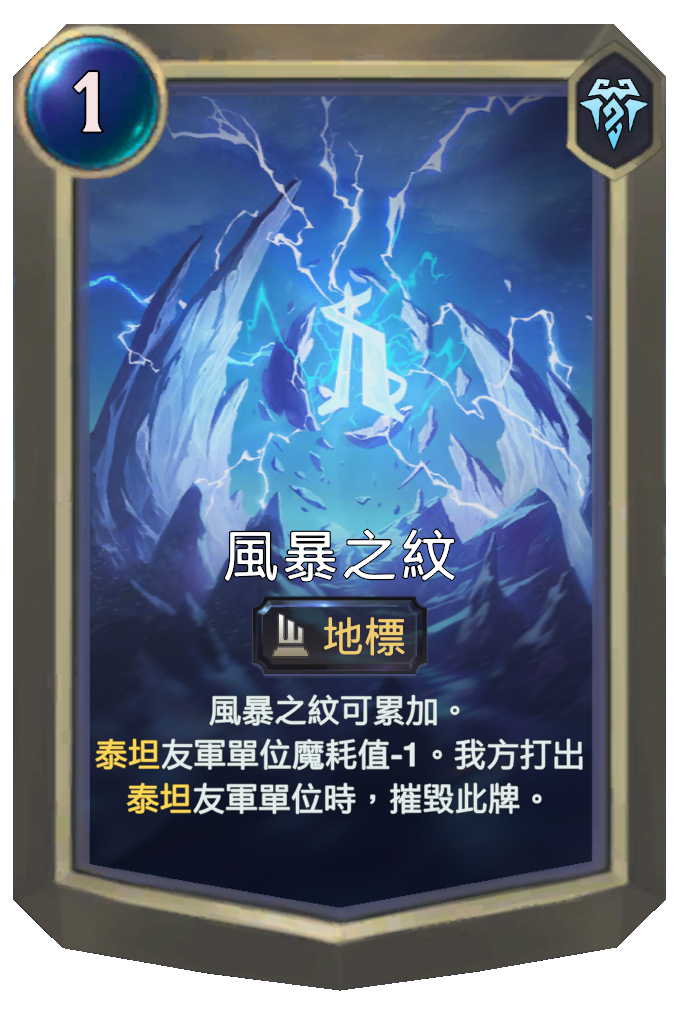 1
風暴之紋
地標
風暴之紋可累加。
泰坦友軍單位魔耗值-1。我方打出
泰坦友軍單位時，摧毀此牌。